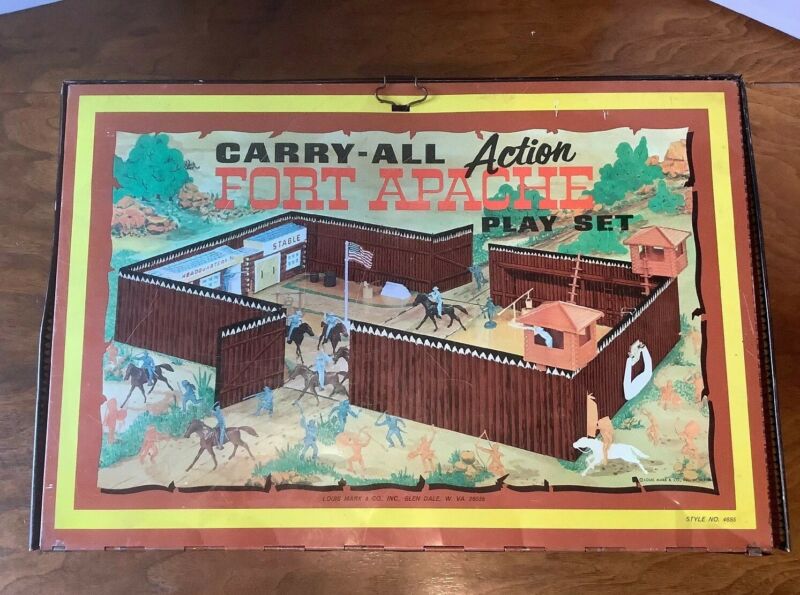 CARRY-ALL Action
FORT APACHE
PLAY SET
STABLE
HEADQUARTERS
LOUIS MARX & CO., INC., GLEN DALE, W. VA. 26038
STYLE NO. 4685